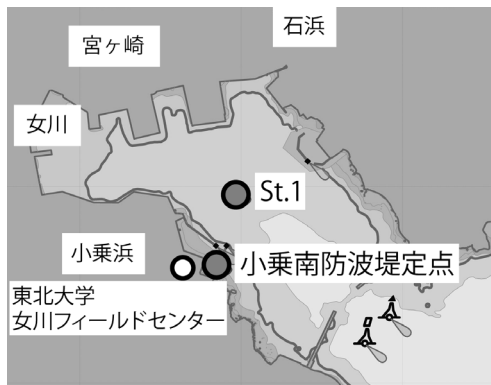 石浜
宮ヶ崎
女川
St.1
小乗浜
小乗南防波堤定点
東北大学
女川フィールドセンター